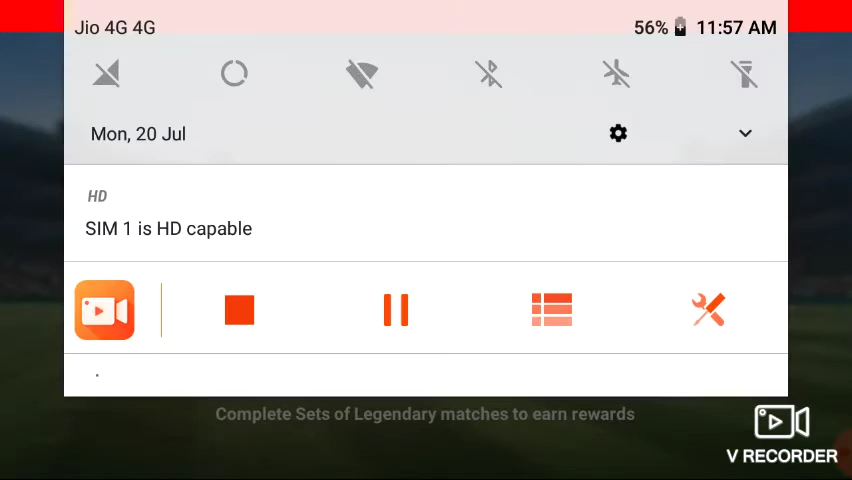 Jio 4G 4G 56% 11:57 AM
Mon, 20 Jul
HD
SIM 1 is HD capable
Complete Sets of Legendary matches to earn rewards
V RECORDER